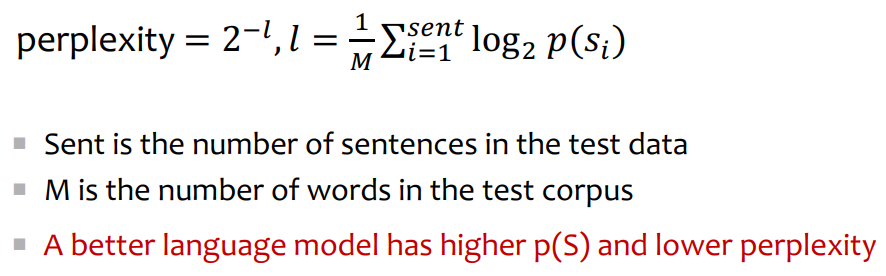 perplexity = 2^{-l}, l = \frac{1}{M} \sum_{i=1}^{sent} \log_2 p(s_i)
▪ Sent is the number of sentences in the test data
▪ M is the number of words in the test corpus
▪ A better language model has higher p(S) and lower perplexity